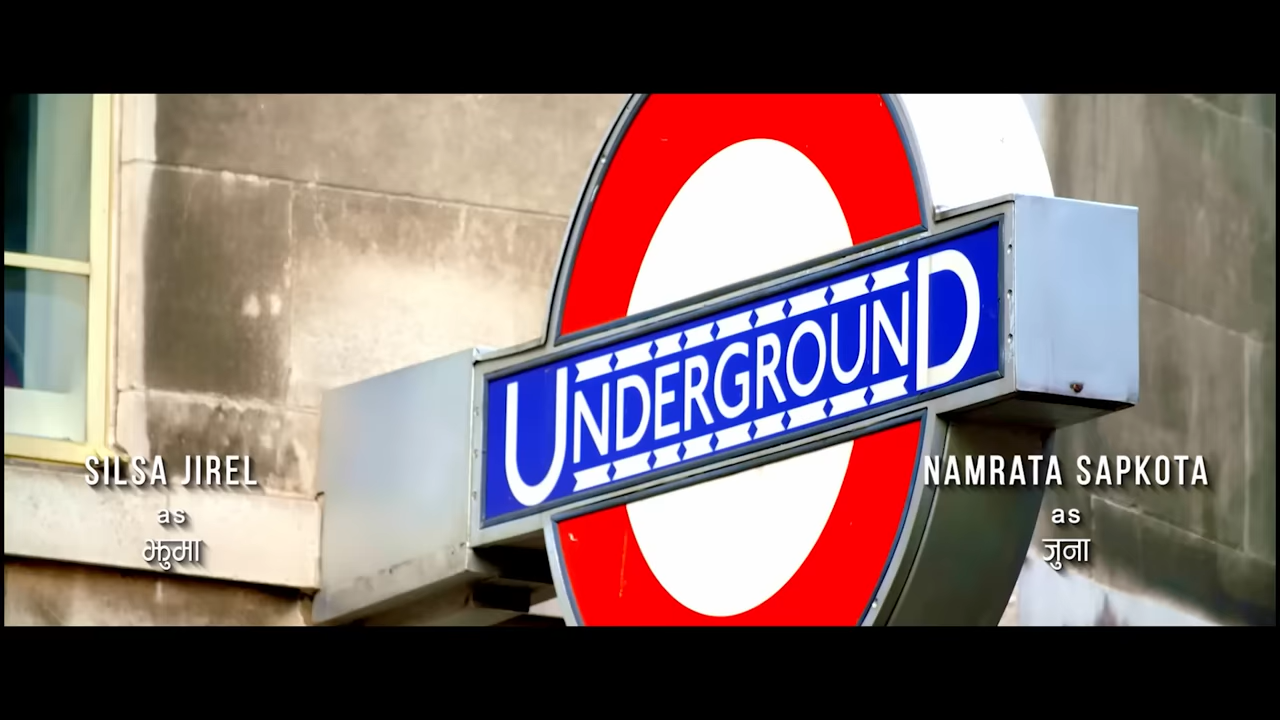 UNDERGROUND
SILSA JIREL
as
झुमा
NAMRATA SAPKOTA
as
जुना